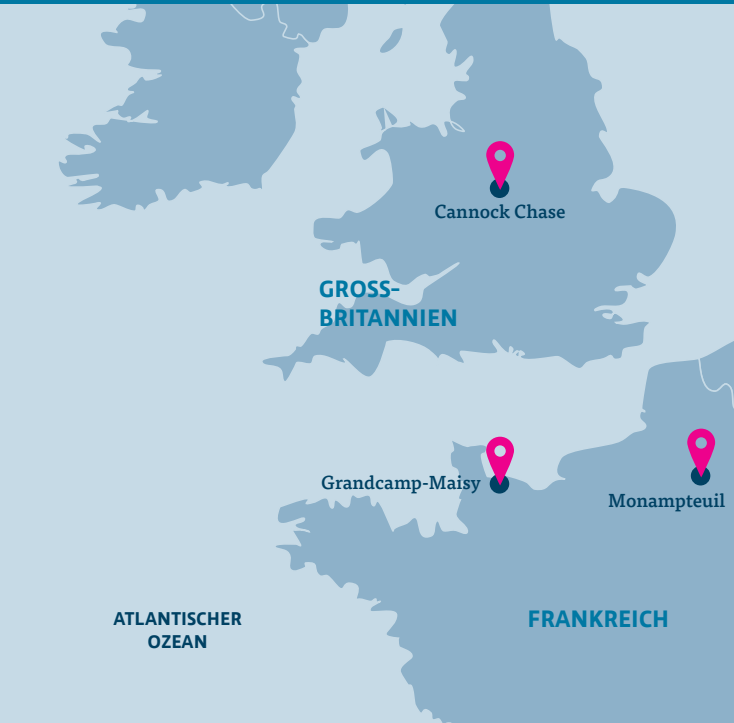 Cannock Chase
GROSS-
BRITANNIEN
Grandcamp-Maisy
Monampteuil
ATLANTISCHER
OZEAN
FRANKREICH